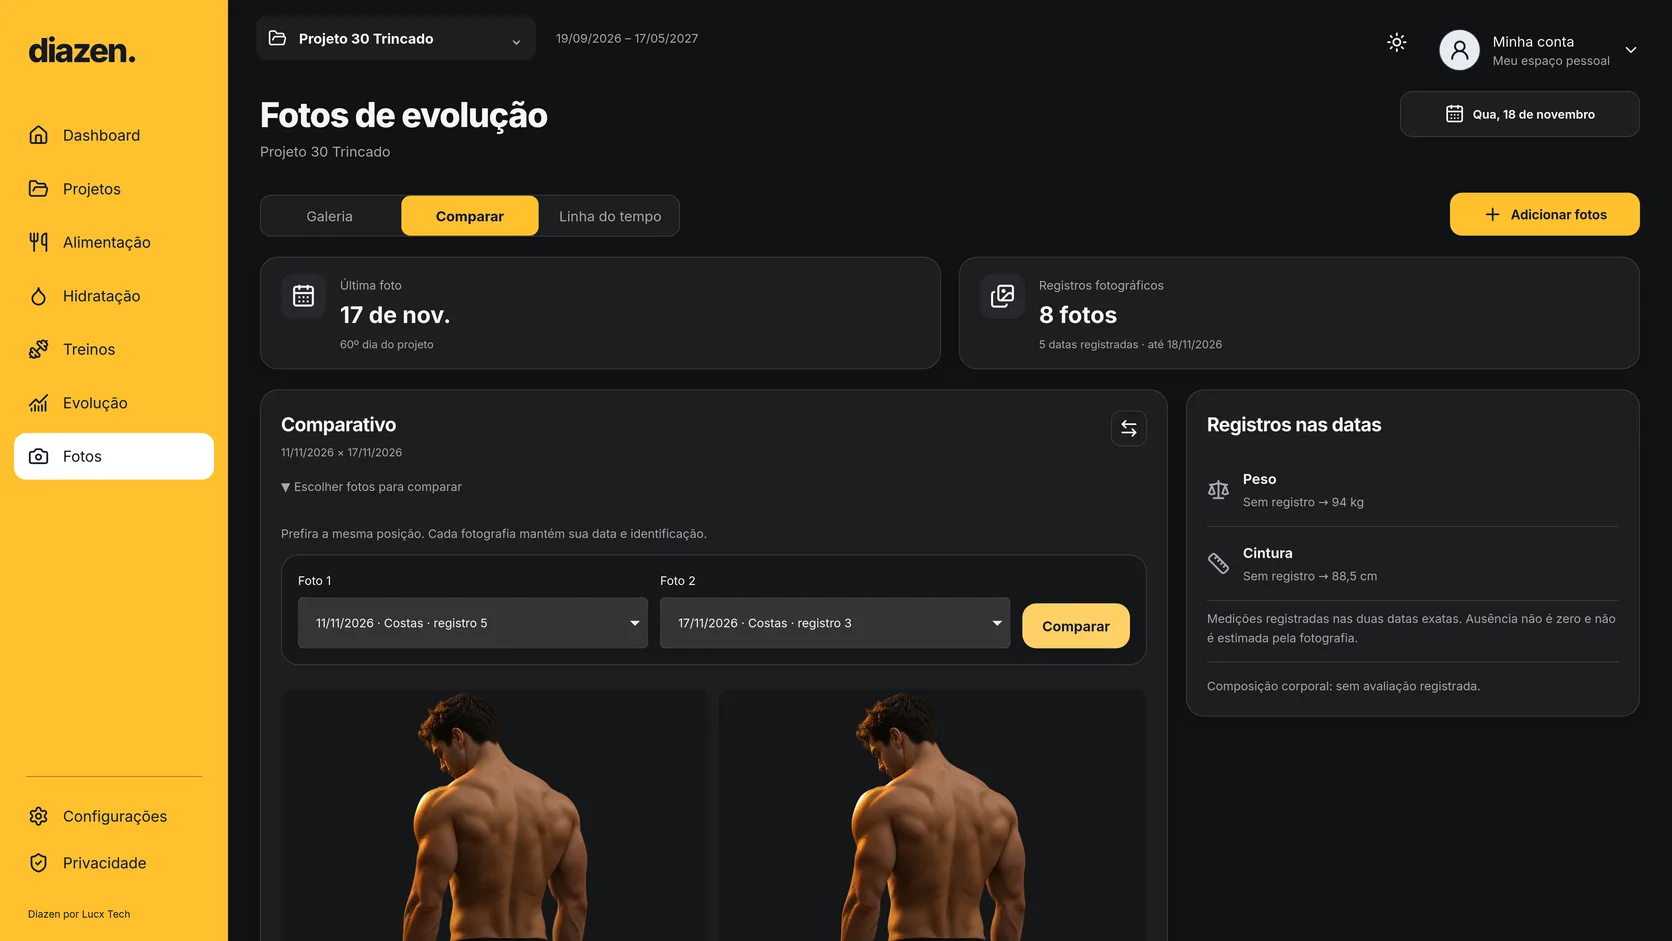 diazen.
Dashboard
Projetos
Alimentação
Hidratação
Treinos
Evolução
Fotos
Configurações
Privacidade
Diazen por Lucx Tech
Projeto 30 Trincado
19/09/2026 – 17/05/2027
Minha conta
Meu espaço pessoal
Fotos de evolução
Projeto 30 Trincado
Qua, 18 de novembro
Galeria
Comparar
Linha do tempo
Adicionar fotos
Última foto
17 de nov.
60º dia do projeto
Registros fotográficos
8 fotos
5 datas registradas · até 18/11/2026
Comparativo
11/11/2026 × 17/11/2026
▼ Escolher fotos para comparar
Prefira a mesma posição. Cada fotografia mantém sua data e identificação.
Foto 1
11/11/2026 · Costas · registro 5
Foto 2
17/11/2026 · Costas · registro 3
Comparar
Registros nas datas
Peso
Sem registro → 94 kg
Cintura
Sem registro → 88,5 cm
Medições registradas nas duas datas exatas. Ausência não é zero e não
é estimada pela fotografia.
Composição corporal: sem avaliação registrada.